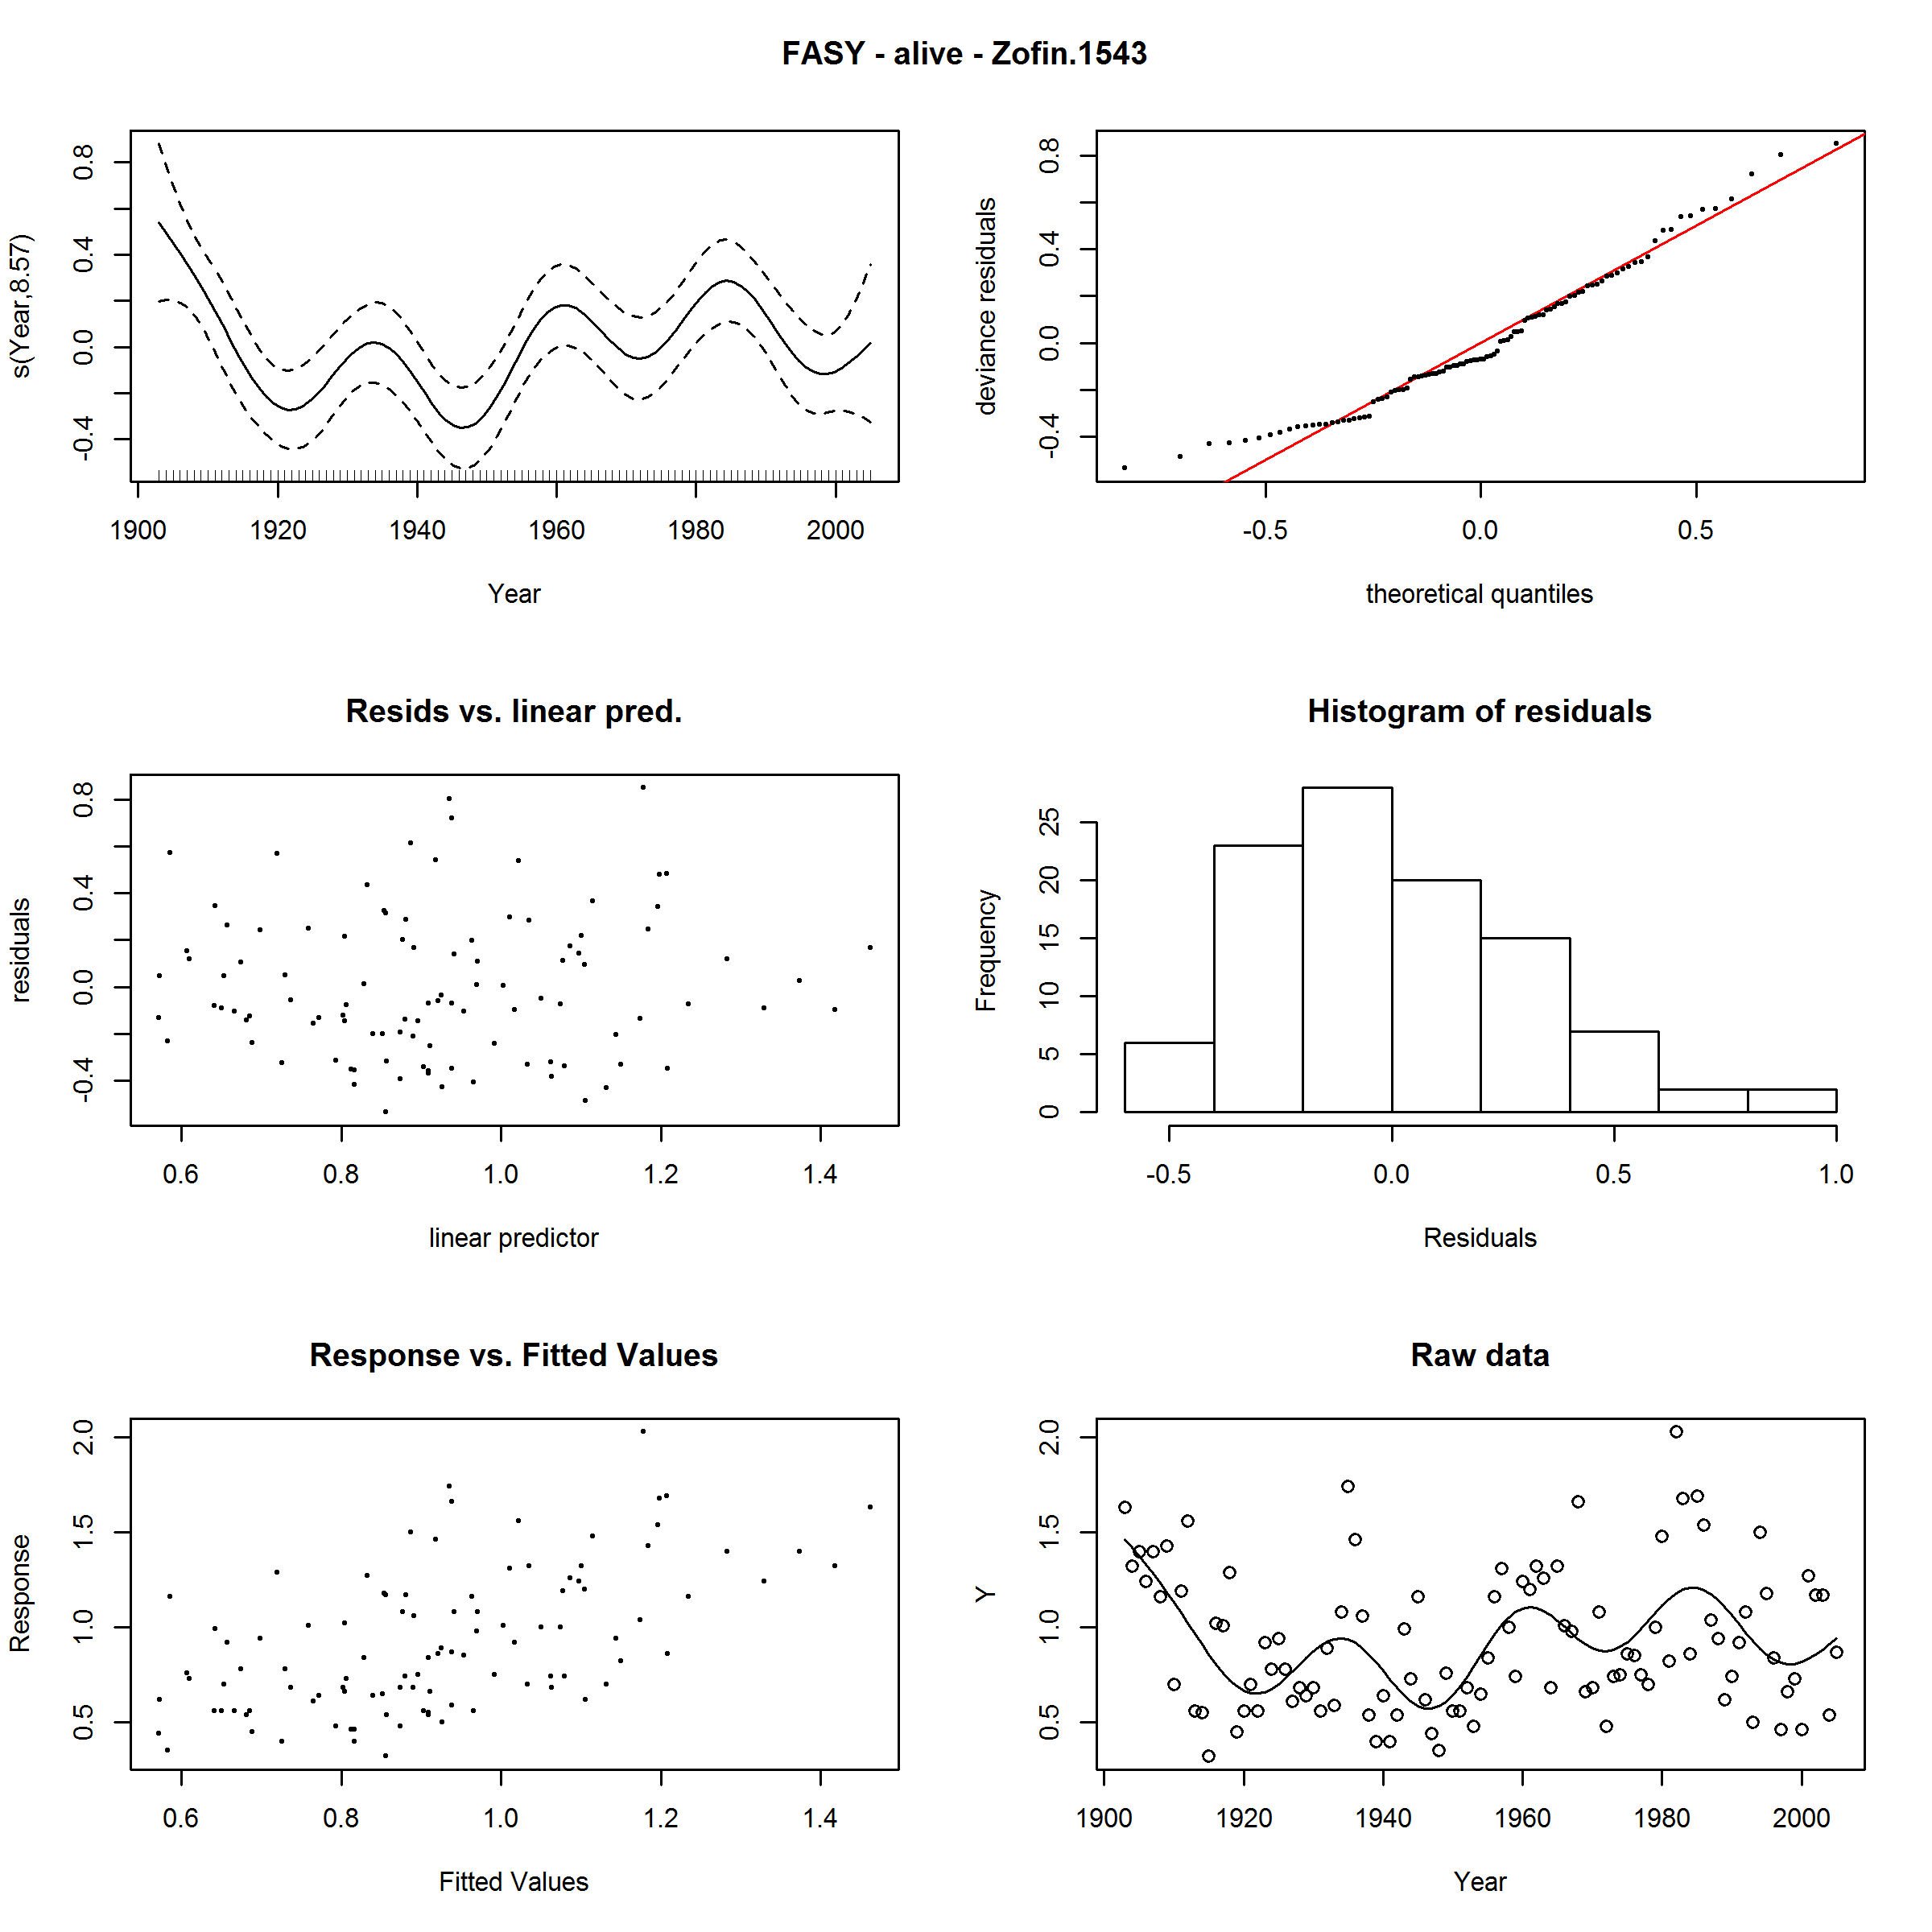 FASY - alive - Zofin.1543
s(Year,8.57)
-0.4 0.0 0.4 0.8
1900 1920 1940 1960 1980 2000
Year
deviance residuals
-0.4 0.0 0.4 0.8
-0.5 0.0 0.5
theoretical quantiles
Resids vs. linear pred.
residuals
-0.4 0.0 0.4 0.8
0.6 0.8 1.0 1.2 1.4
linear predictor
Histogram of residuals
Frequency
0 5 10 15 20 25
-0.5 0.0 0.5 1.0
Residuals
Response vs. Fitted Values
Response
0.5 1.0 1.5 2.0
0.6 0.8 1.0 1.2 1.4
Fitted Values
Raw data
Y
0.5 1.0 1.5 2.0
1900 1920 1940 1960 1980 2000
Year